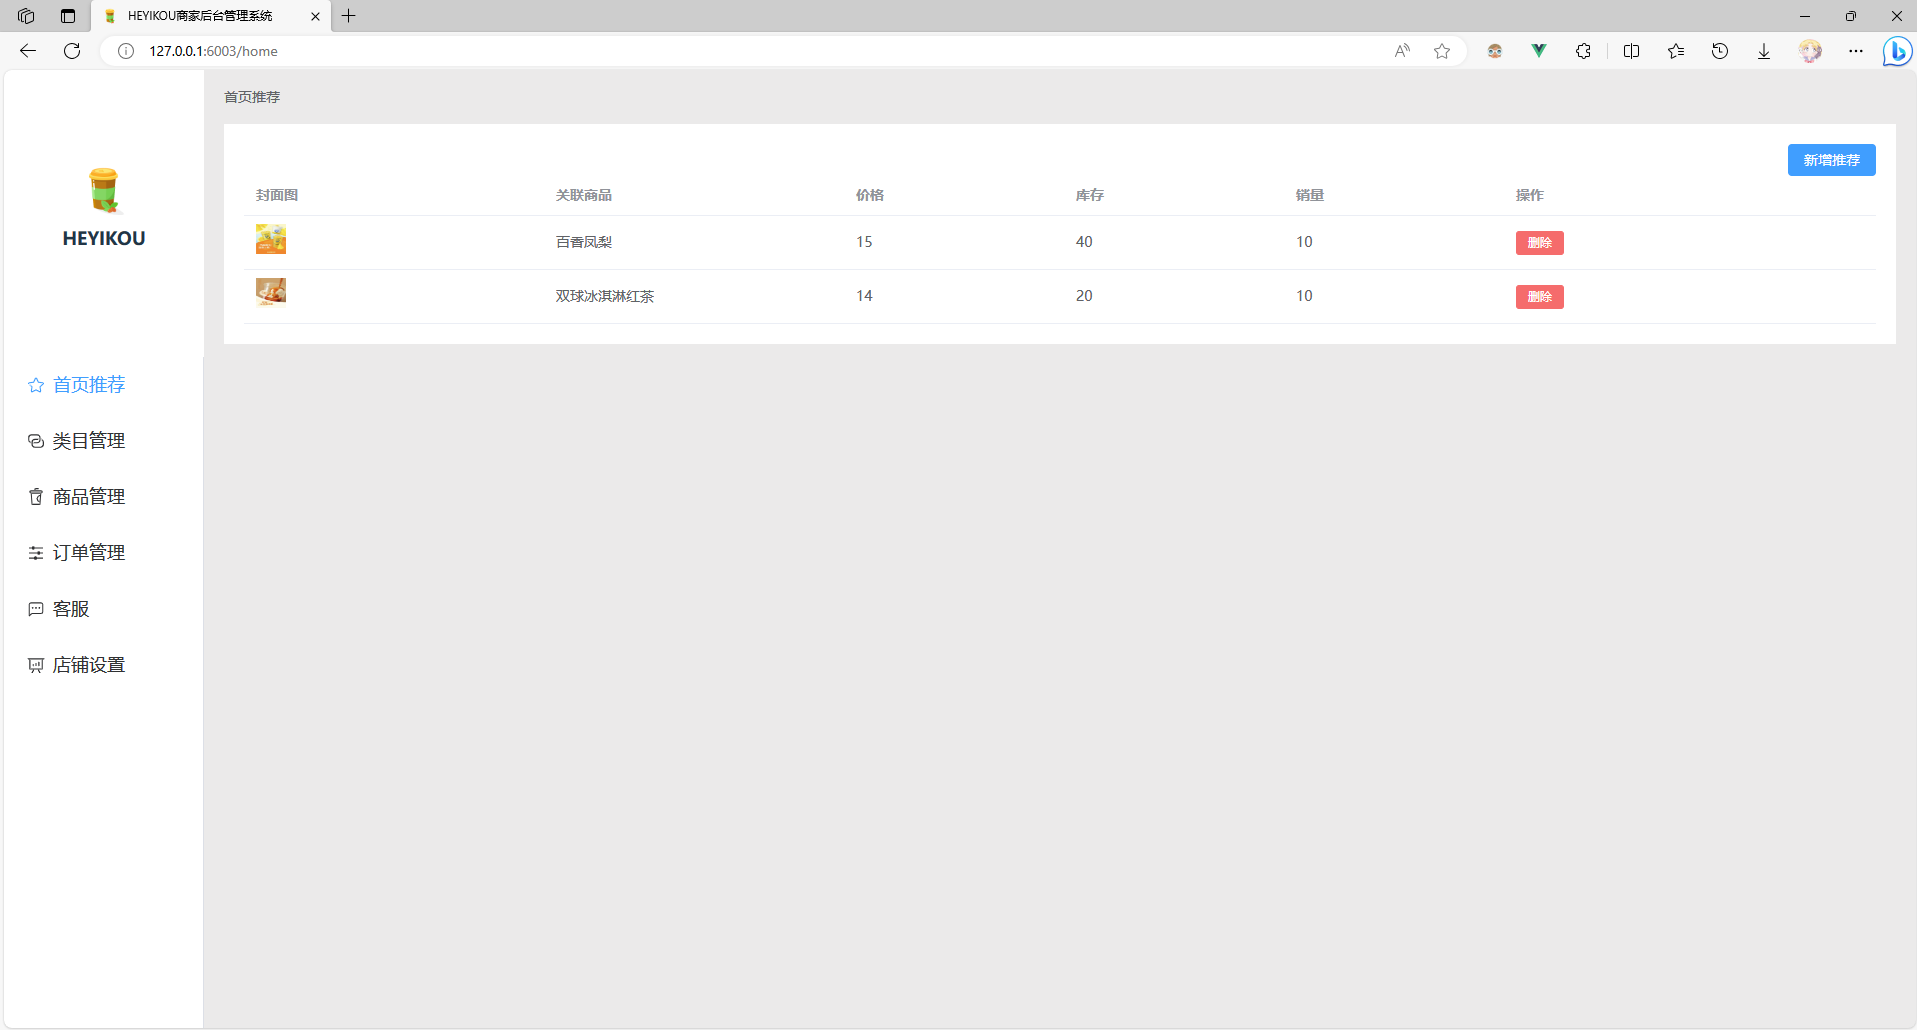 HEYIKOU商家后台管理系统
127.0.0.1:6003/home
首页推荐
新增推荐
封面图 关联商品 价格 库存 销量 操作
百香凤梨 15 40 10 删除
双球冰淇淋红茶 14 20 10 删除
HEYIKOU
首页推荐
类目管理
商品管理
订单管理
客服
店铺设置